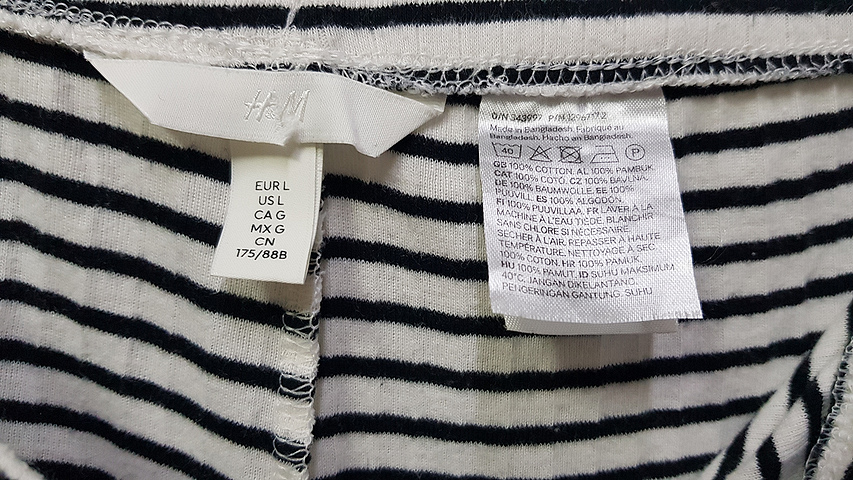 H&M
EUR L
US L
CA G
MX G
CN
175/88B
O/N 343997 P/N
Made in Bangladesh. Fabriqué au
Bangladesh. Hecho en Bangladesh.
40 P
GB 100% COTTON. AL 100% PAMBUK.
CAT 100% COTÓ. CZ 100% BAVLNA.
DE 100% BAUMWOLLE. EE 100%
PUUVILL. ES 100% ALGODÓN.
FI 100% PUUVILLAA. FR LAVER À LA
MACHINE À L'EAU TIÈDE. BLANCHIR
SANS CHLORE SI NÉCESSAIRE.
SÉCHER À L'AIR. REPASSER À HAUTE
TEMPÉRATURE. NETTOYAGE À SEC
100% COTON. HR 100% PAMUK.
HU 100% PAMUT. ID SUHU MAKSIMUM
40°C. JANGAN DIKELANTANG.
PENGERINGAN GANTUNG. SUHU